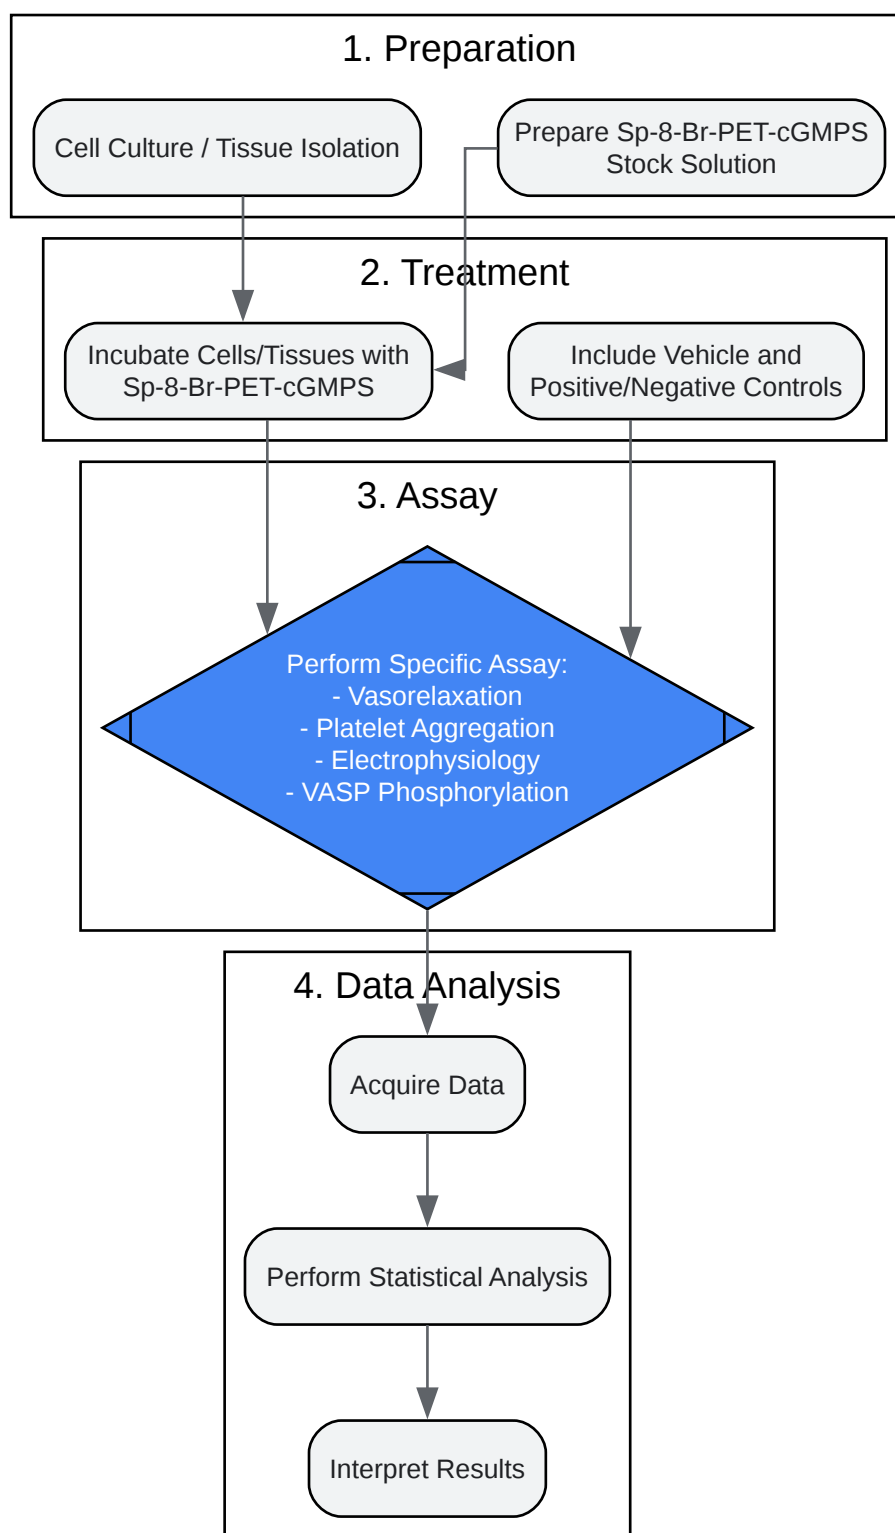 1. Preparation
Cell Culture / Tissue Isolation
Prepare Sp-8-Br-PET-cGMPS
Stock Solution
2. Treatment
Incubate Cells/Tissues with
Sp-8-Br-PET-cGMPS
Include Vehicle and
Positive/Negative Controls
3. Assay
Perform Specific Assay:
- Vasorelaxation
- Platelet Aggregation
- Electrophysiology
- VASP Phosphorylation
4. Data Analysis
Acquire Data
Perform Statistical Analysis
Interpret Results